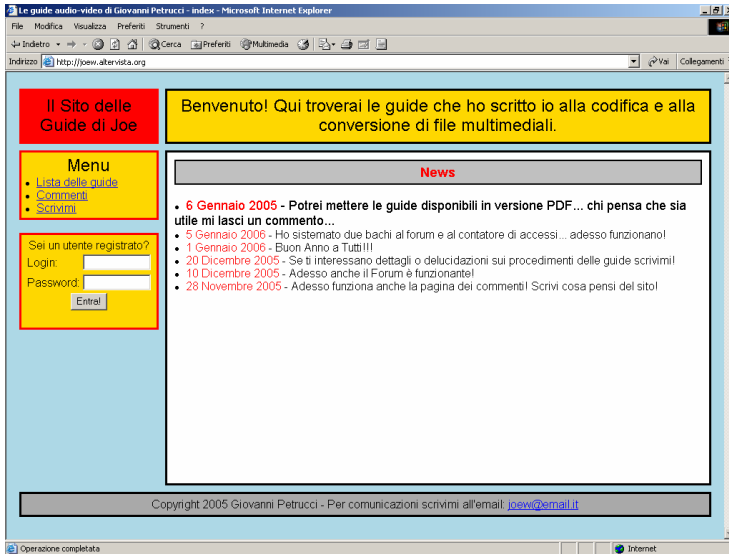 Le guide audio-video di Giovanni Petrucci - index - Microsoft Internet Explorer
File Modifica Visualizza Preferiti Strumenti ?
Indietro Cerca Preferiti Multimedia
Indirizzo http://joew.altervista.org Vai Collegamenti
Il Sito delle
Guide di Joe
Benvenuto! Qui troverai le guide che ho scritto io alla codifica e alla
conversione di file multimediali.
Menu
Lista delle guide
Commenti
Scrivimi
Sei un utente registrato?
Login:
Password:
Entra!
News
6 Gennaio 2005 - Potrei mettere le guide disponibili in versione PDF... chi pensa che sia
utile mi lasci un commento...
5 Gennaio 2006 - Ho sistemato due bachi al forum e al contatore di accessi... adesso funzionano!
1 Gennaio 2006 - Buon Anno a Tutti!!!
20 Dicembre 2005 - Se ti interessano dettagli o delucidazioni sui procedimenti delle guide scrivimi!
10 Dicembre 2005 - Adesso anche il Forum è funzionante!
28 Novembre 2005 - Adesso funziona anche la pagina dei commenti! Scrivi cosa pensi del sito!
Copyright 2005 Giovanni Petrucci - Per comunicazioni scrivimi all'email: joew@email.it
Operazione completata Internet